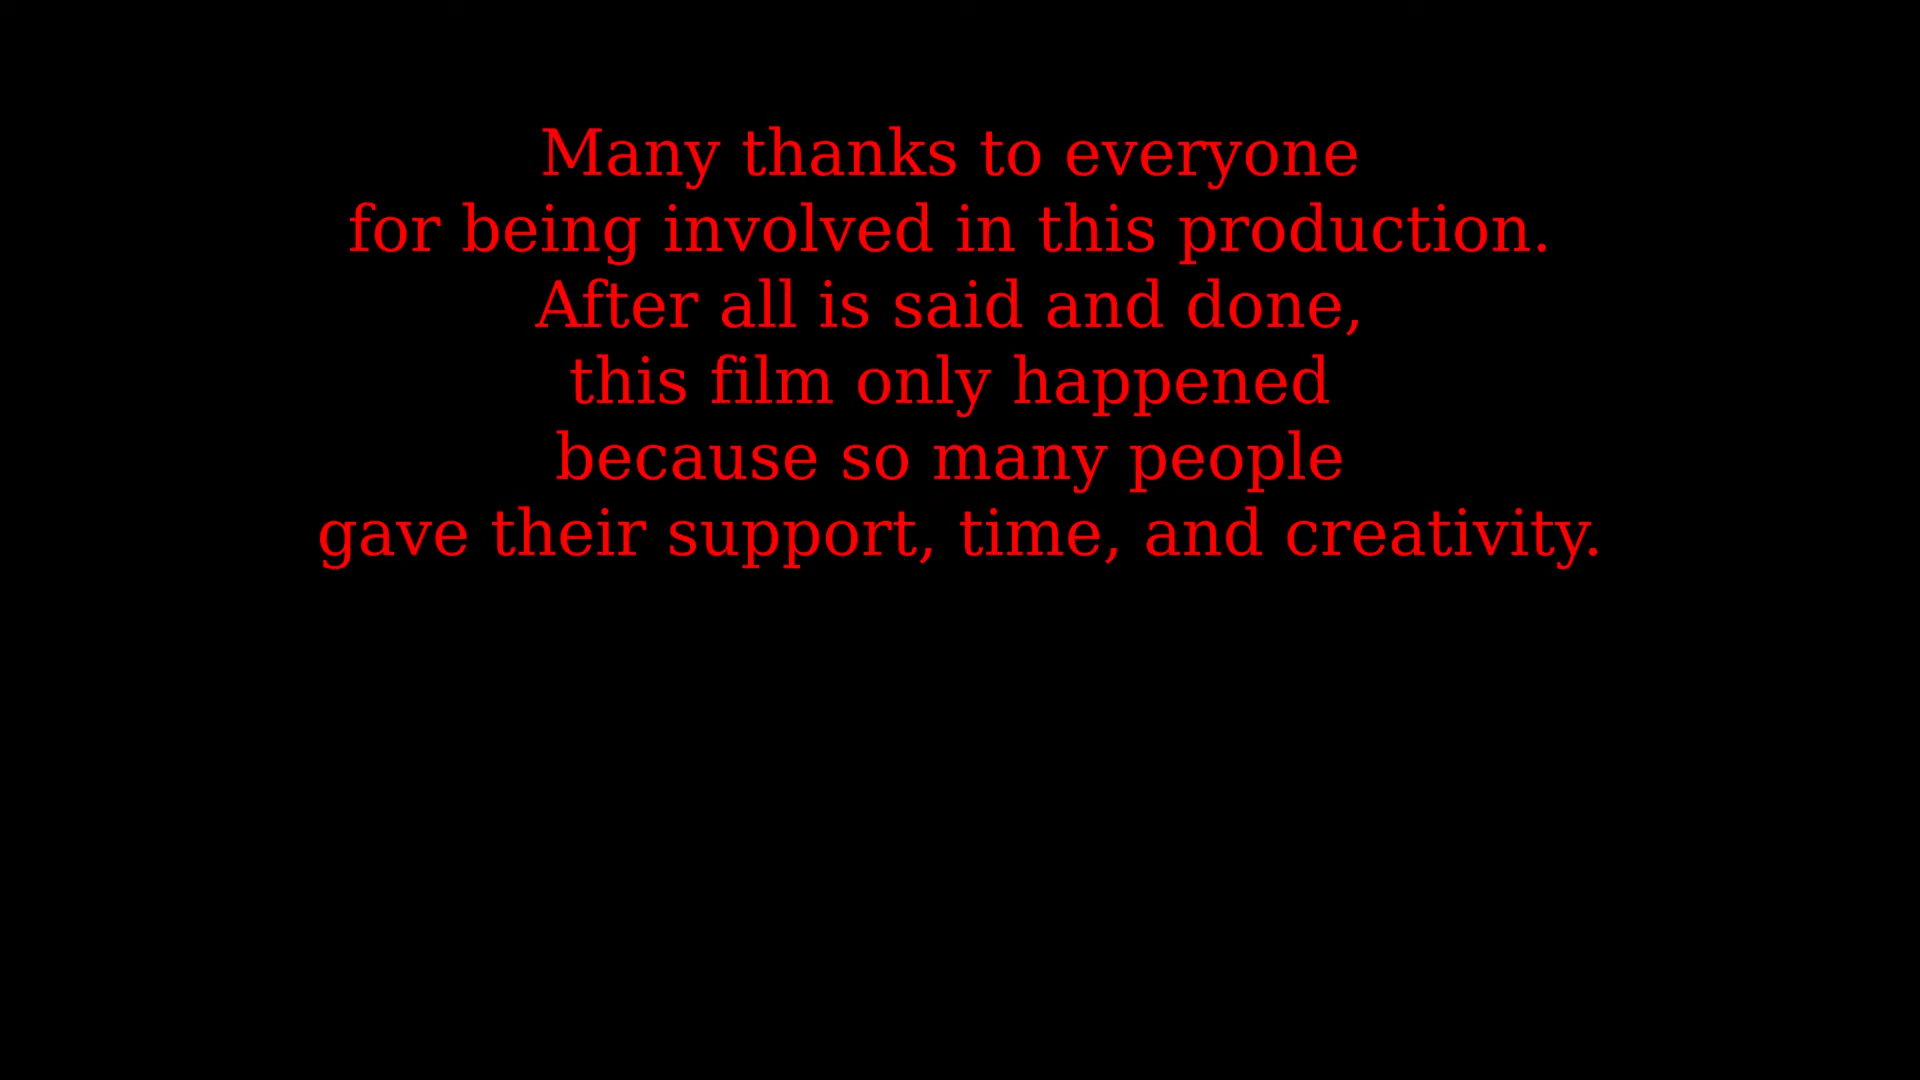 Many thanks to everyone
for being involved in this production.
After all is said and done,
this film only happened
because so many people
gave their support, time, and creativity.